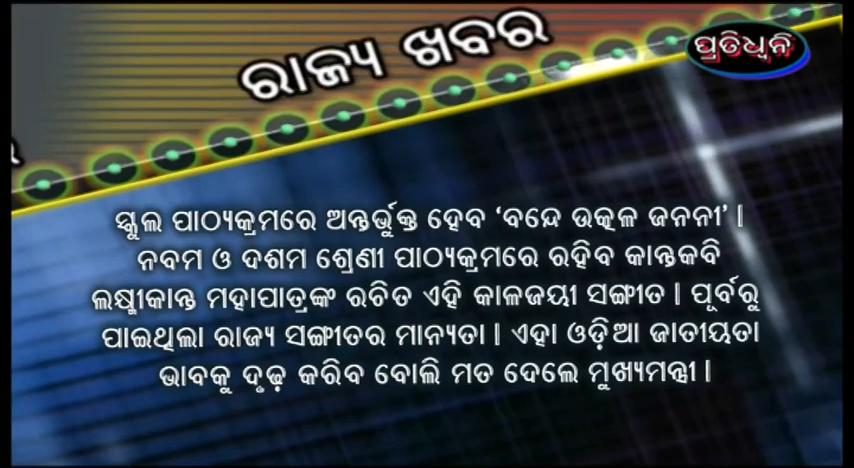 ରାଜ୍ୟ ଖବର
ପ୍ରତିଧ୍ୱନି
ସ୍କୁଲ ପାଠ୍ୟକ୍ରମରେ ଅନ୍ତର୍ଭୁକ୍ତ ହେବ ‘ବନ୍ଦେ ଉତ୍କଳ ଜନନୀ’ ।
ନବମ ଓ ଦଶମ ଶ୍ରେଣୀ ପାଠ୍ୟକ୍ରମରେ ରହିବ କାନ୍ତକବି
ଲକ୍ଷ୍ମୀକାନ୍ତ ମହାପାତ୍ରଙ୍କ ରଚିତ ଏହି କାଳଜୟୀ ସଙ୍ଗୀତ । ପୂର୍ବରୁ
ପାଇଥିଲା ରାଜ୍ୟ ସଙ୍ଗୀତର ମାନ୍ୟତା । ଏହା ଓଡ଼ିଆ ଜାତୀୟତା
ଭାବକୁ ଦୃଢ଼ କରିବ ବୋଲି ମତ ଦେଲେ ମୁଖ୍ୟମନ୍ତ୍ରୀ ।